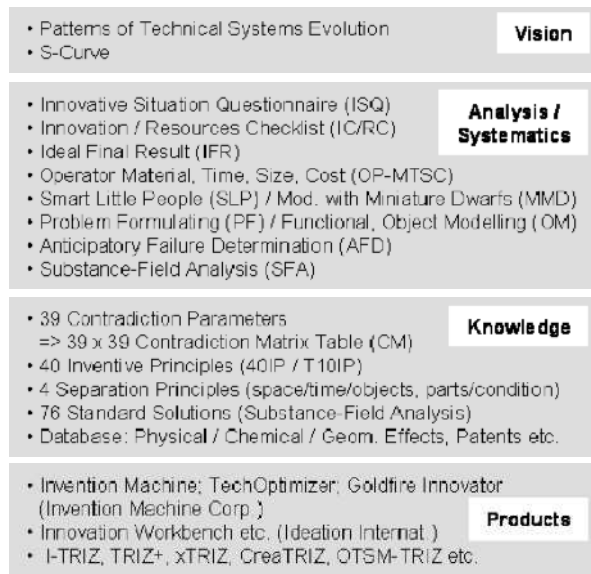 • Patterns of Technical Systems Evolution
• S-Curve
Vision
• Innovative Situation Questionnaire (ISQ)
• Innovation / Resources Checklist (IC/RC)
• Ideal Final Result (IFR)
• Operator Material, Time, Size, Cost (OP-MTSC)
• Smart Little People (SLP) / Mod. with Miniature Dwarfs (MMD)
• Problem Formulating (PF) / Functional, Object Modelling (OM)
• Anticipatory Failure Determination (AFD)
• Substance-Field Analysis (SFA)
Analysis /
Systematics
• 39 Contradiction Parameters
=> 39 x 39 Contradiction Matrix Table (CM)
• 40 Inventive Principles (40IP / T10IP)
• 4 Separation Principles (space/time/objects, parts/condition)
• 76 Standard Solutions (Substance-Field Analysis)
• Database: Physical / Chemical / Geom. Effects, Patents etc.
Knowledge
• Invention Machine; TechOptimizer; Goldfire Innovator
(Invention Machine Corp.)
• Innovation Workbench etc. (Ideation Internat.)
• I-TRIZ, TRIZ+, xTRIZ, CreaTRIZ, OTSM-TRIZ etc.
Products